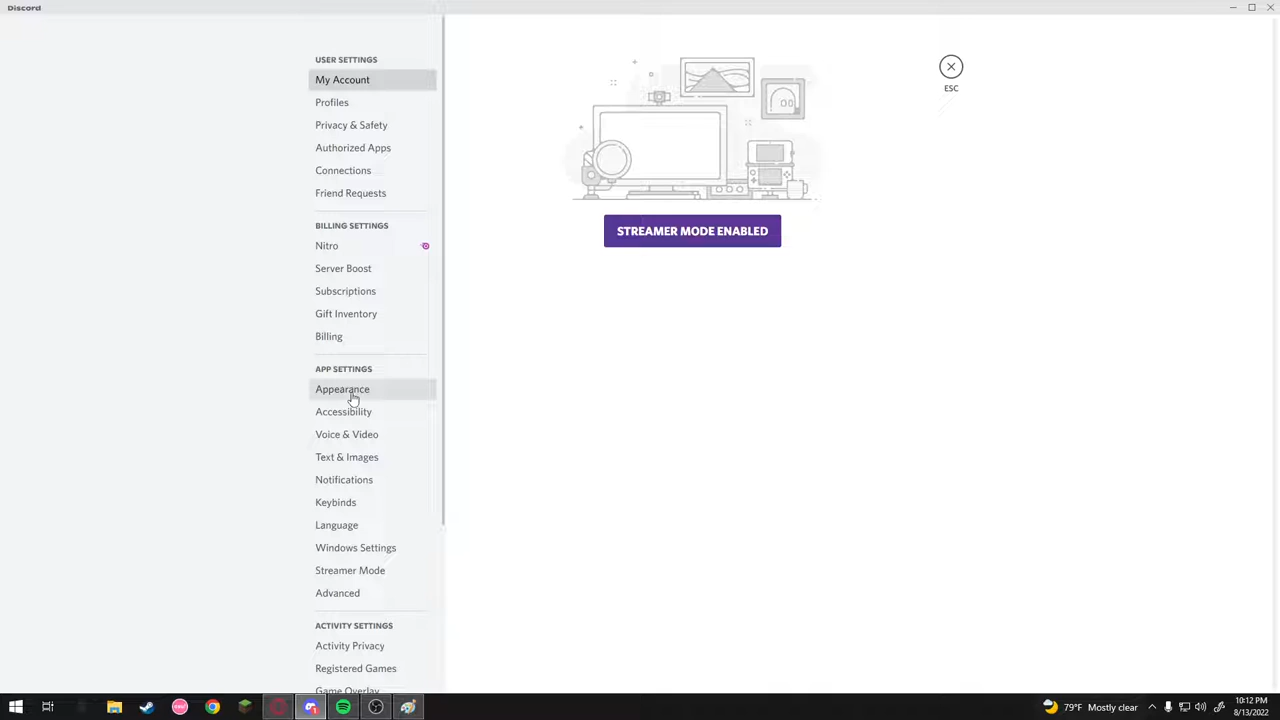 Discord
USER SETTINGS
My Account
Profiles
Privacy & Safety
Authorized Apps
Connections
Friend Requests
BILLING SETTINGS
Nitro
Server Boost
Subscriptions
Gift Inventory
Billing
APP SETTINGS
Appearance
Accessibility
Voice & Video
Text & Images
Notifications
Keybinds
Language
Windows Settings
Streamer Mode
Advanced
ACTIVITY SETTINGS
Activity Privacy
Registered Games
Game Overlay
STREAMER MODE ENABLED
ESC
79°F Mostly clear
10:12 PM
8/13/2022